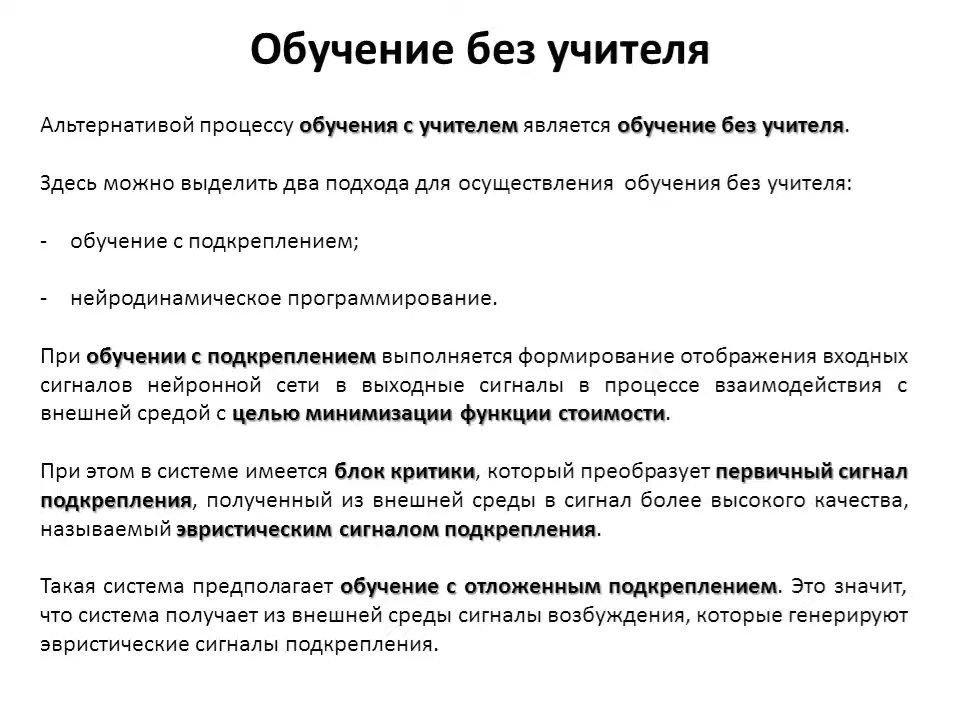 Обучение без учителя
Альтернативой процессу обучения с учителем является обучение без учителя.
Здесь можно выделить два подхода для осуществления обучения без учителя:
- обучение с подкреплением;
- нейродинамическое программирование.
При обучении с подкреплением выполняется формирование отображения входных
сигналов нейронной сети в выходные сигналы в процессе взаимодействия с
внешней средой с целью минимизации функции стоимости.
При этом в системе имеется блок критики, который преобразует первичный сигнал
подкрепления, полученный из внешней среды в сигнал более высокого качества,
называемый эвристическим сигналом подкрепления.
Такая система предполагает обучение с отложенным подкреплением. Это значит,
что система получает из внешней среды сигналы возбуждения, которые генерируют
эвристические сигналы подкрепления.